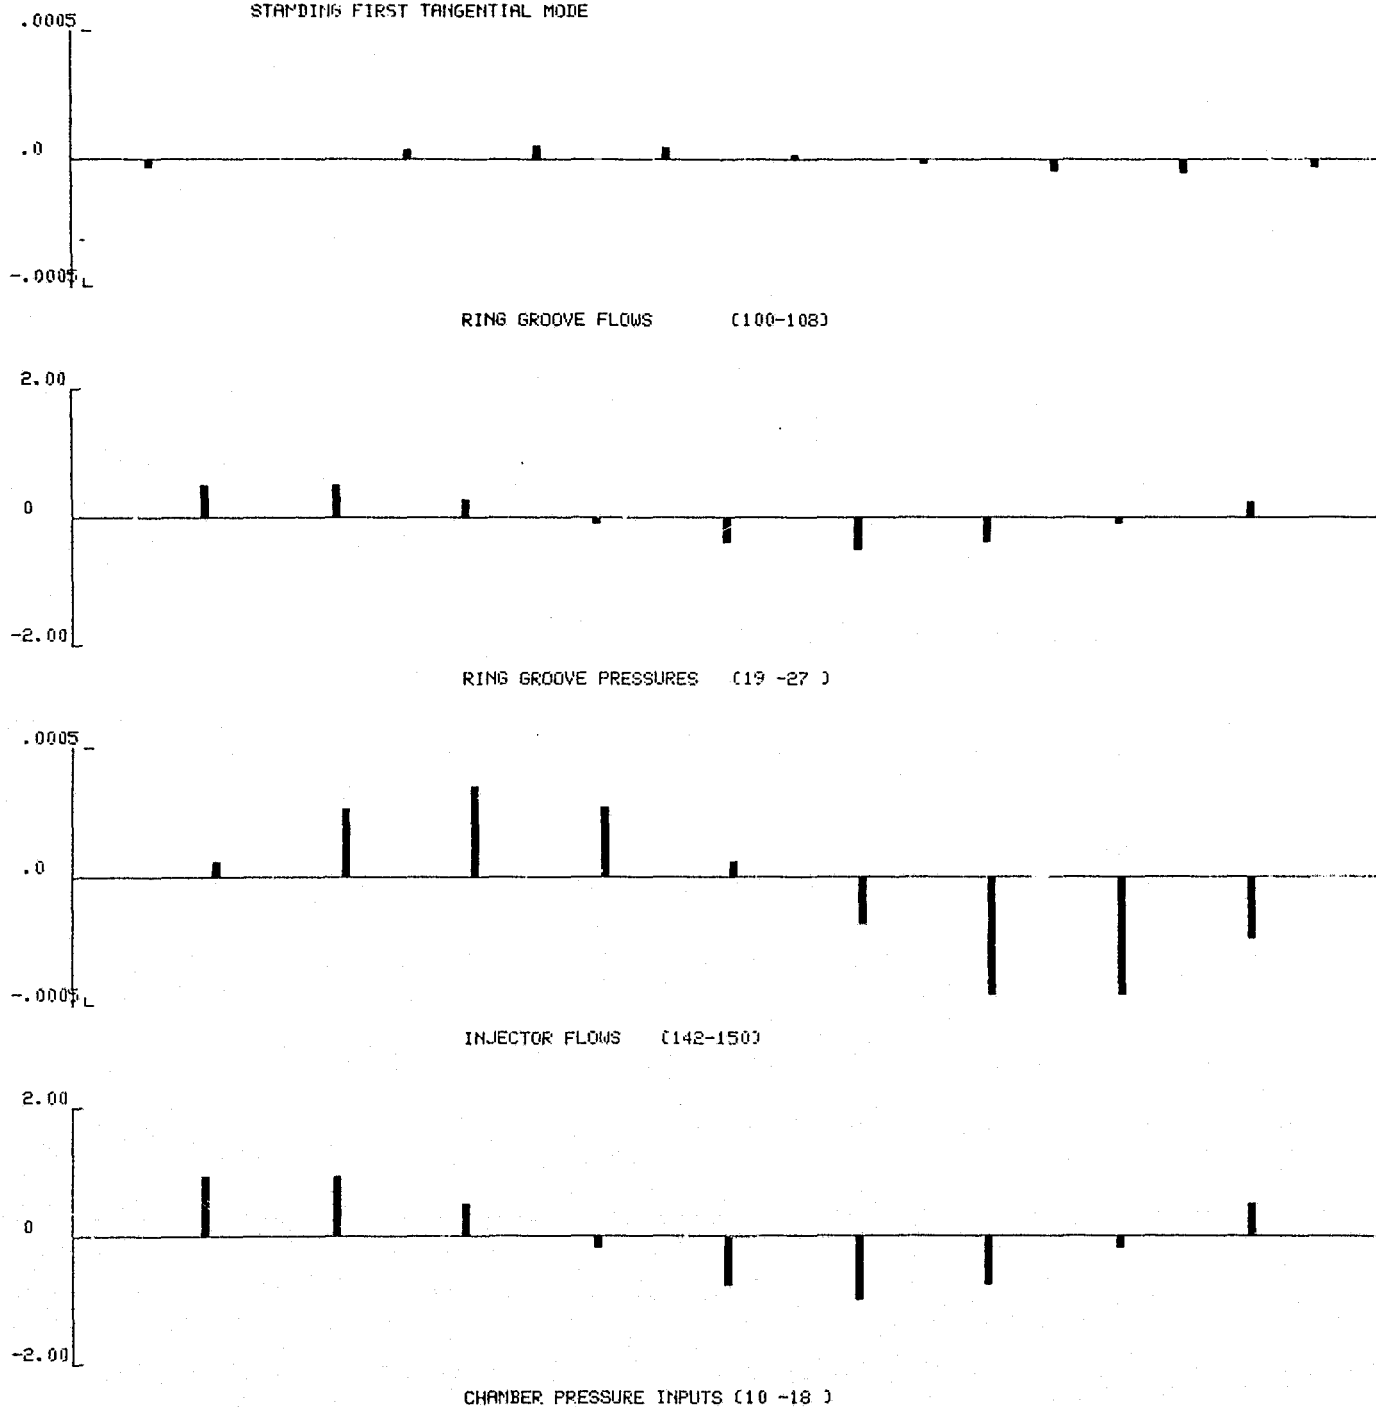 STANDING FIRST TANGENTIAL MODE
.0005
.0
-.0005
RING GROOVE FLOWS (100-108)
2.00
0
-2.00
RING GROOVE PRESSURES (19 -27 )
.0005
.0
-.0005
INJECTOR FLOWS (142-150)
2.00
0
-2.00
CHAMBER PRESSURE INPUTS (10 -18 )